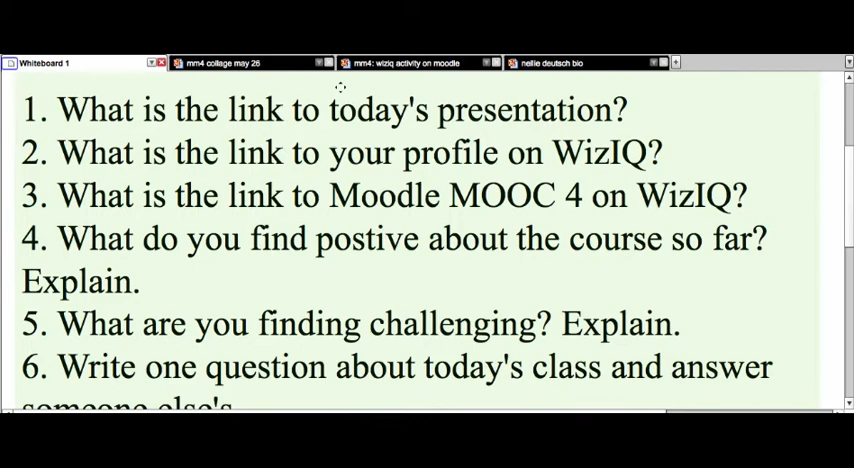 Whiteboard 1
mm4 collage may 26
mm4: wiziq activity on moodle
nellie deutsch bio
1. What is the link to today's presentation?
2. What is the link to your profile on WizIQ?
3. What is the link to Moodle MOOC 4 on WizIQ?
4. What do you find postive about the course so far?
Explain.
5. What are you finding challenging? Explain.
6. Write one question about today's class and answer
someone else's